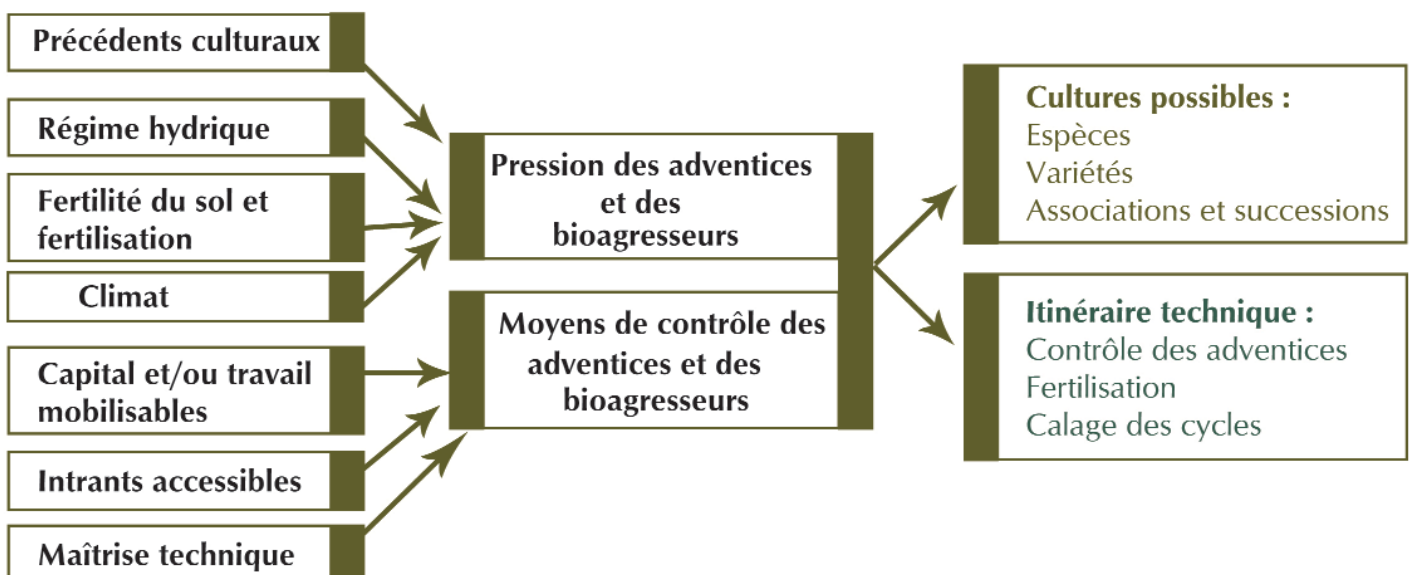 Précédents culturaux
Régime hydrique
Fertilité du sol et
fertilisation
Climat
Capital et/ou travail
mobilisables
Intrants accessibles
Maîtrise technique
Pression des adventices
et des
bioagresseurs
Moyens de contrôle des
adventices et des
bioagresseurs
Cultures possibles :
Espèces
Variétés
Associations et successions
Itinéraire technique :
Contrôle des adventices
Fertilisation
Calage des cycles